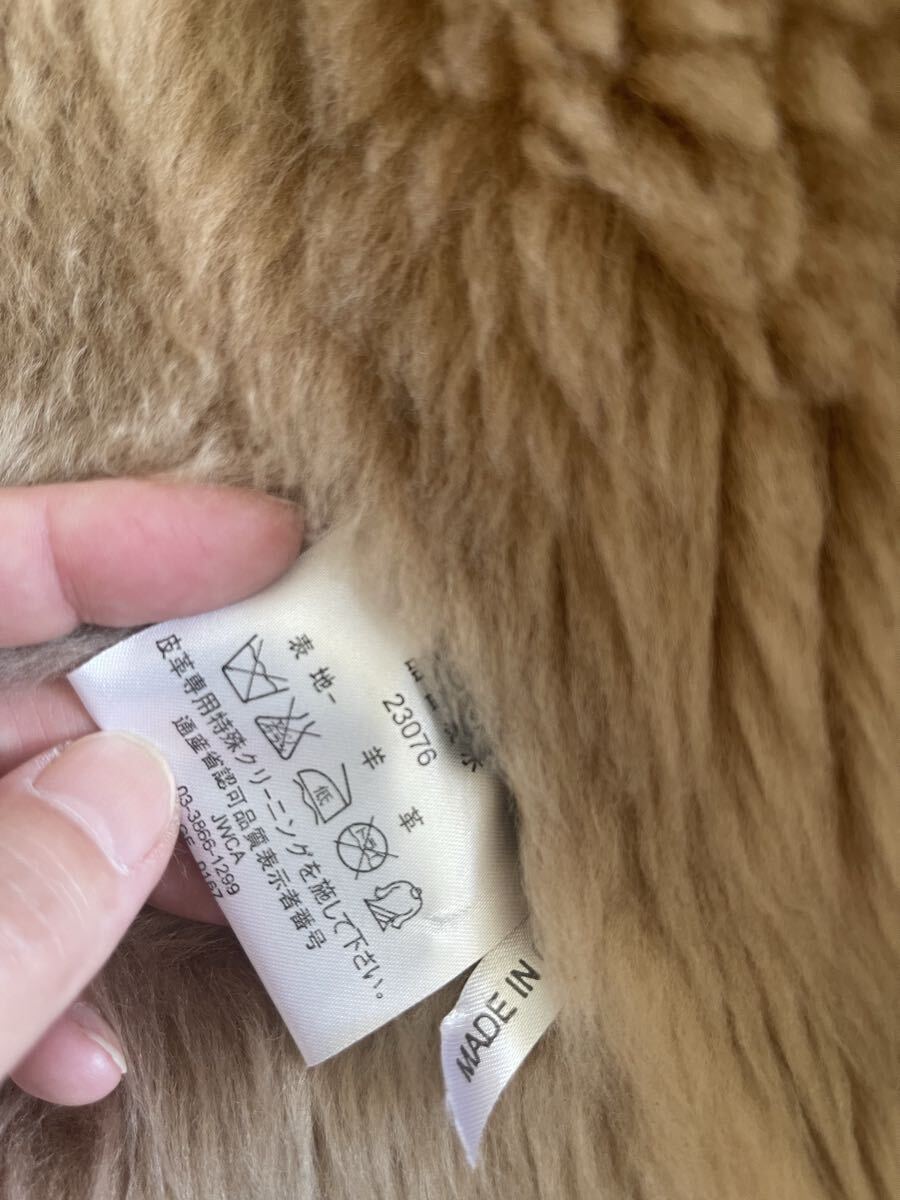 23076
表 地- 羊 革
低
皮革専用特殊クリーニングを施して下さい。
通産省認可品質表示者番号
JWCA
03-3866-1299
MADE IN